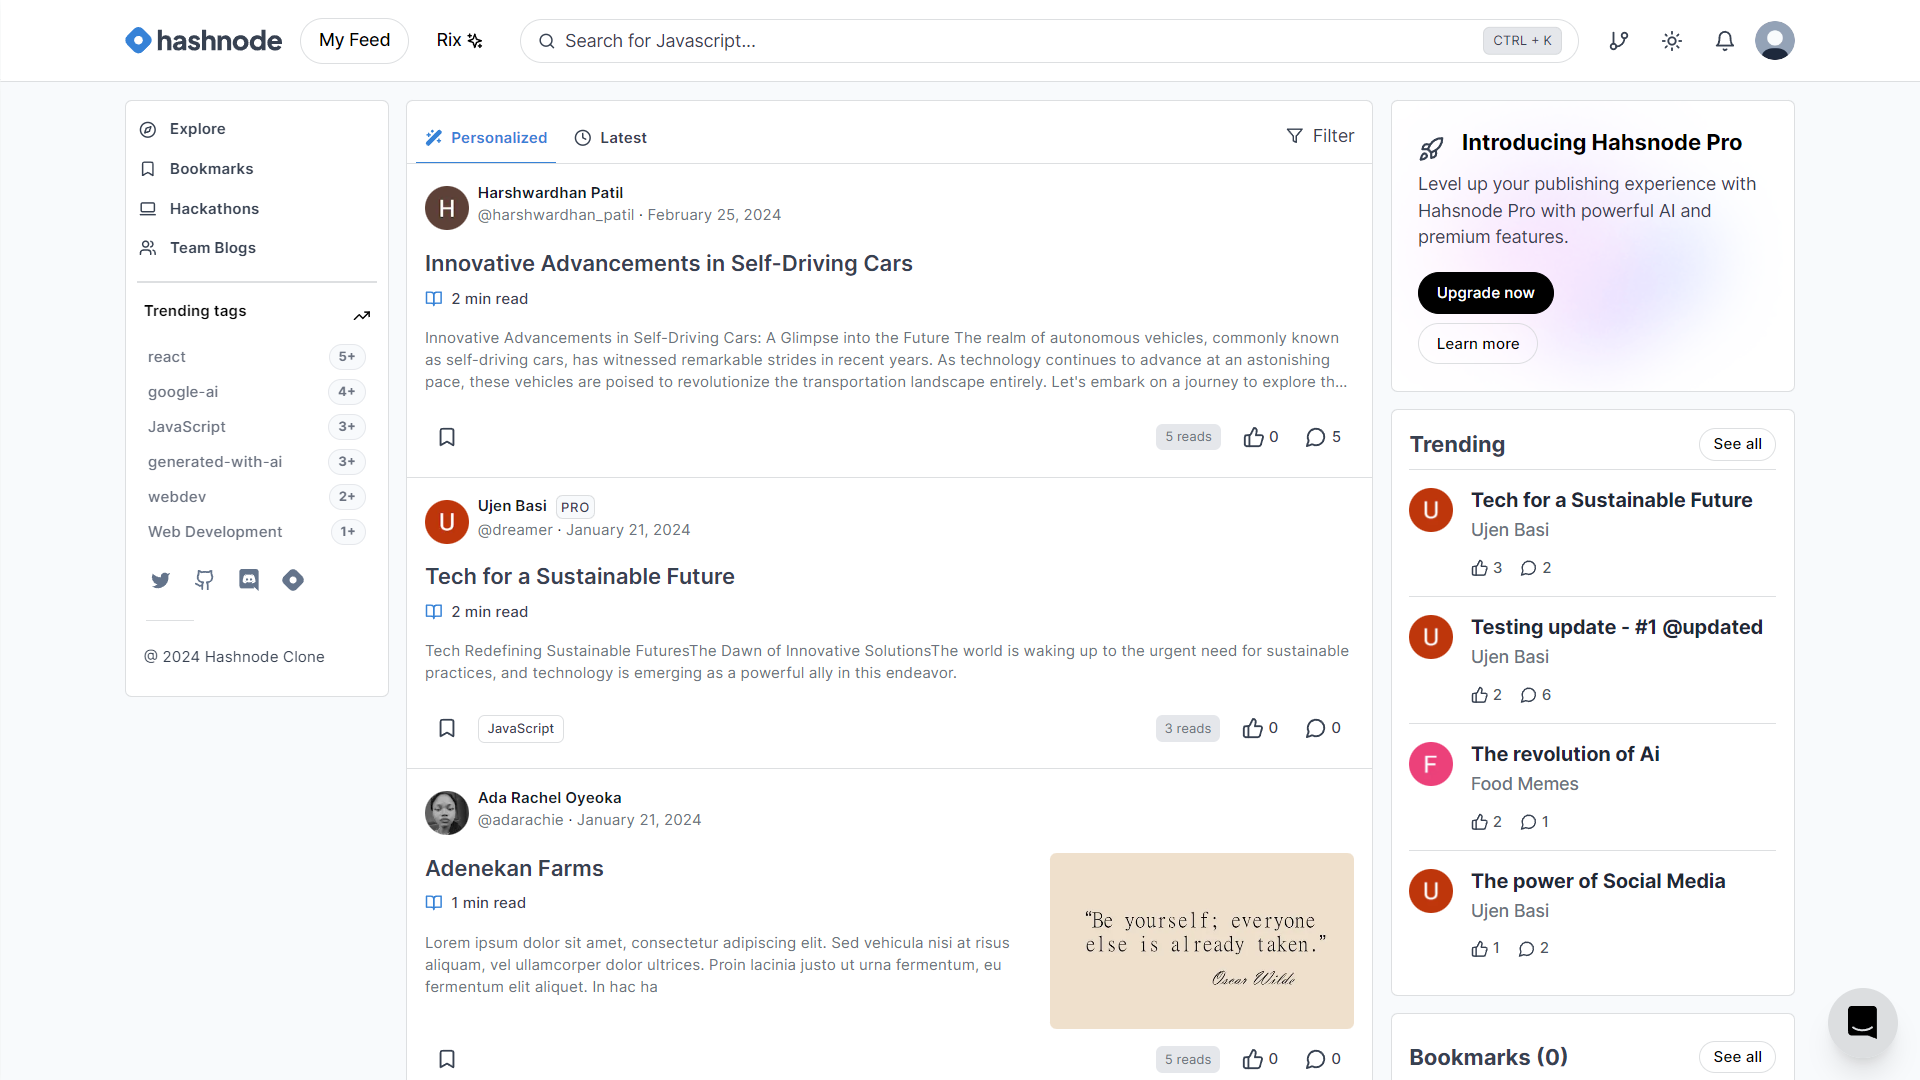 hashnode
My Feed
Rix
Search for Javascript...
CTRL + K
Explore
Bookmarks
Hackathons
Team Blogs
Trending tags
react 5+
google-ai 4+
JavaScript 3+
generated-with-ai 3+
webdev 2+
Web Development 1+
@ 2024 Hashnode Clone
Personalized
Latest
Filter
H
Harshwardhan Patil
@harshwardhan_patil · February 25, 2024
Innovative Advancements in Self-Driving Cars
2 min read
Innovative Advancements in Self-Driving Cars: A Glimpse into the Future The realm of autonomous vehicles, commonly known
as self-driving cars, has witnessed remarkable strides in recent years. As technology continues to advance at an astonishing
pace, these vehicles are poised to revolutionize the transportation landscape entirely. Let's embark on a journey to explore th...
5 reads 0 5
U
Ujen Basi PRO
@dreamer · January 21, 2024
Tech for a Sustainable Future
2 min read
Tech Redefining Sustainable FuturesThe Dawn of Innovative SolutionsThe world is waking up to the urgent need for sustainable
practices, and technology is emerging as a powerful ally in this endeavor.
JavaScript 3 reads 0 0
Ada Rachel Oyeoka
@adarachie · January 21, 2024
Adenekan Farms
1 min read
Lorem ipsum dolor sit amet, consectetur adipiscing elit. Sed vehicula nisi at risus
aliquam, vel ullamcorper dolor ultrices. Proin lacinia justo ut urna fermentum, eu
fermentum elit aliquet. In hac ha
“Be yourself; everyone
else is already taken.”
Oscar Wilde
5 reads 0 0
Introducing Hahsnode Pro
Level up your publishing experience with
Hahsnode Pro with powerful AI and
premium features.
Upgrade now
Learn more
Trending
See all
U
Tech for a Sustainable Future
Ujen Basi
3 2
U
Testing update - #1 @updated
Ujen Basi
2 6
F
The revolution of Ai
Food Memes
2 1
U
The power of Social Media
Ujen Basi
1 2
Bookmarks (0)
See all